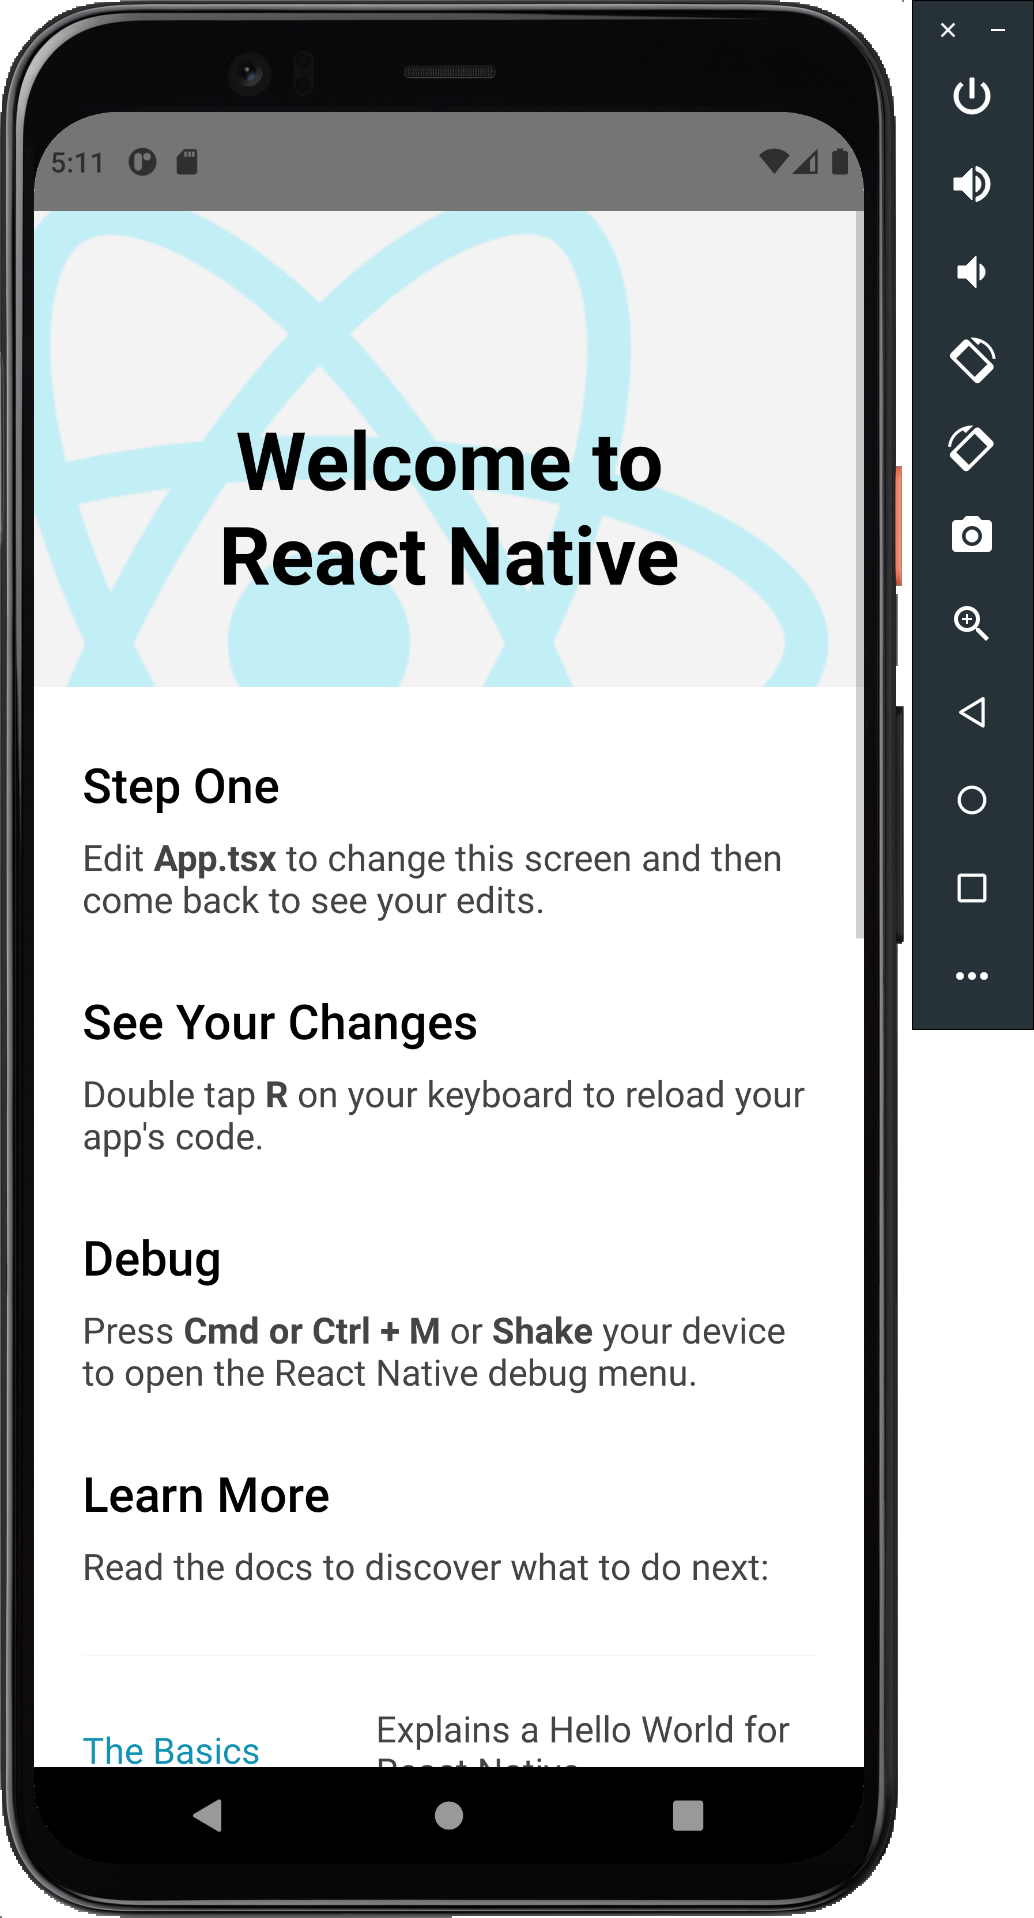 5:11
Welcome to
React Native
Step One
Edit App.tsx to change this screen and then
come back to see your edits.
See Your Changes
Double tap R on your keyboard to reload your
app's code.
Debug
Press Cmd or Ctrl + M or Shake your device
to open the React Native debug menu.
Learn More
Read the docs to discover what to do next:
The Basics
Explains a Hello World for
React Native